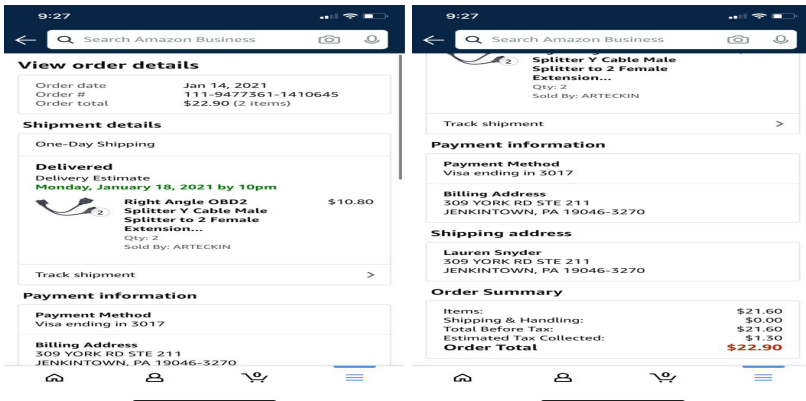 9:27
Search Amazon Business
View order details
Order date Jan 14, 2021
Order # 111-9477361-1410645
Order total $22.90 (2 items)
Shipment details
One-Day Shipping
Delivered
Delivery Estimate
Monday, January 18, 2021 by 10pm
Right Angle OBD2 $10.80
Splitter Y Cable Male
Splitter to 2 Female
Extension...
2
Qty: 2
Sold By: ARTECKIN
Track shipment >
Payment information
Payment Method
Visa ending in 3017
Billing Address
309 YORK RD STE 211
JENKINTOWN, PA 19046-3270
0
9:27
Search Amazon Business
Splitter Y Cable Male
2
Splitter to 2 Female
Extension...
Qty: 2
Sold By: ARTECKIN
Track shipment >
Payment information
Payment Method
Visa ending in 3017
Billing Address
309 YORK RD STE 211
JENKINTOWN, PA 19046-3270
Shipping address
Lauren Snyder
309 YORK RD STE 211
JENKINTOWN, PA 19046-3270
Order Summary
Items: $21.60
Shipping & Handling: $0.00
Total Before Tax: $21.60
Estimated Tax Collected: $1.30
Order Total $22.90
0